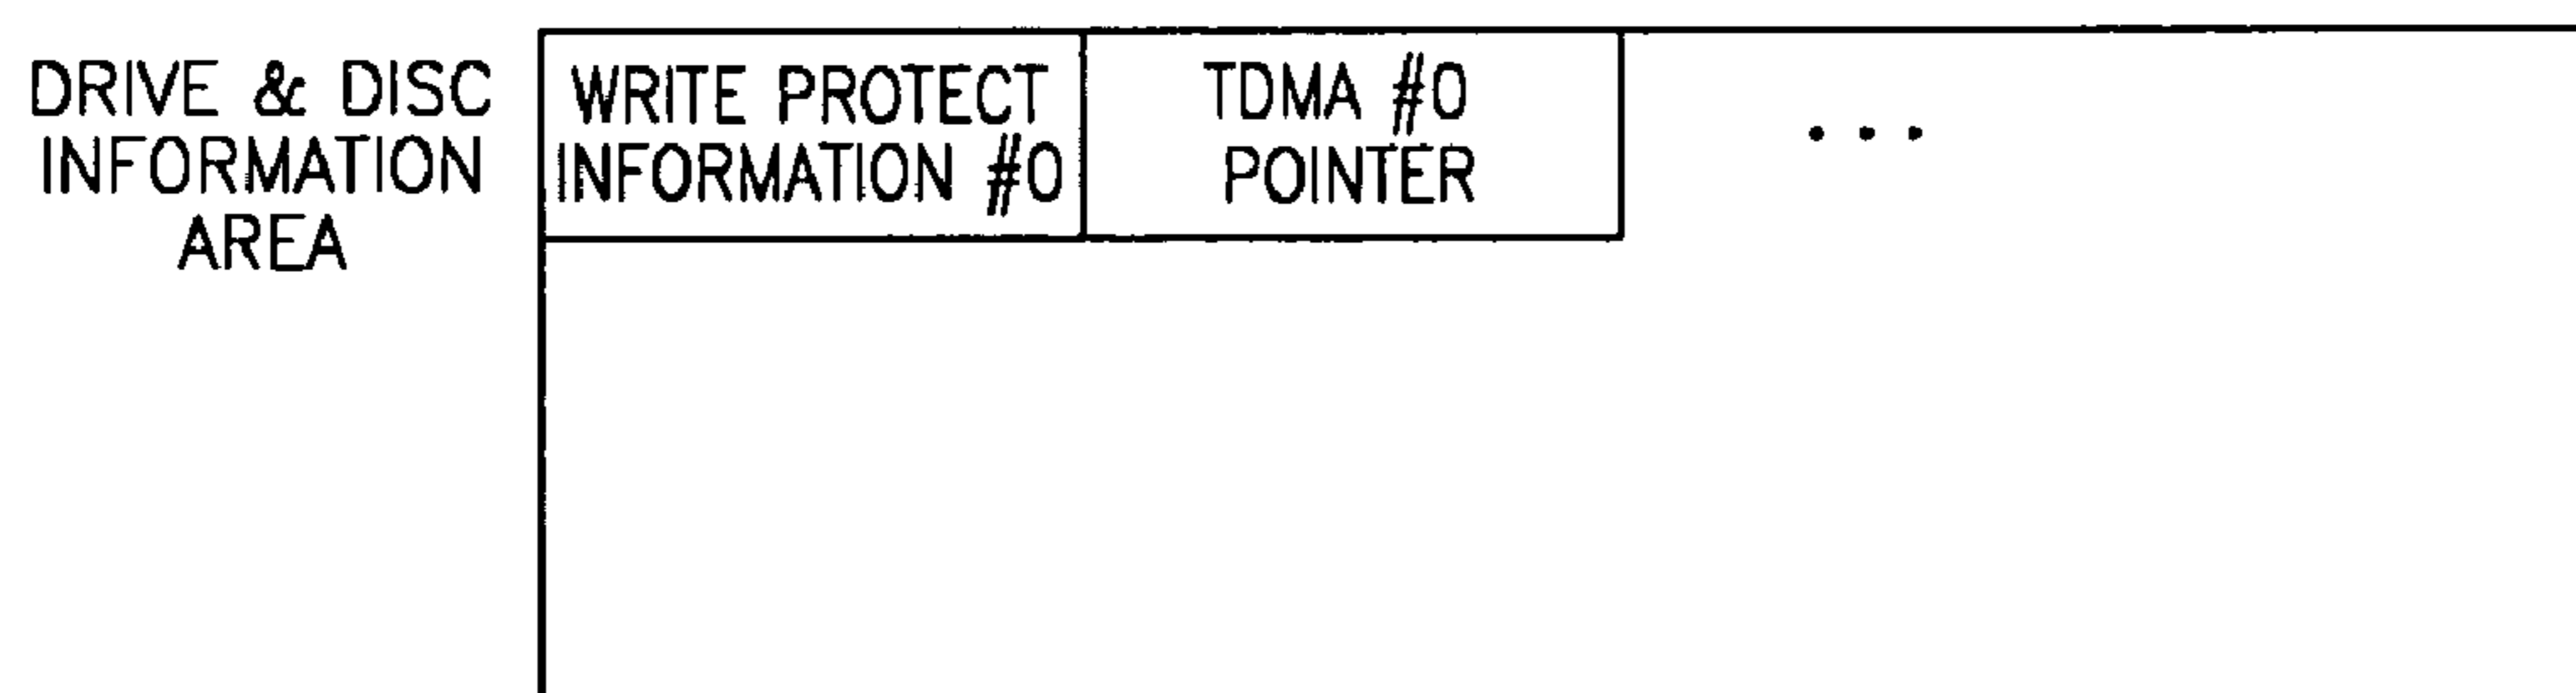 DRIVE & DISC
INFORMATION
AREA
WRITE PROTECT
INFORMATION #0
TDMA #0
POINTER
...